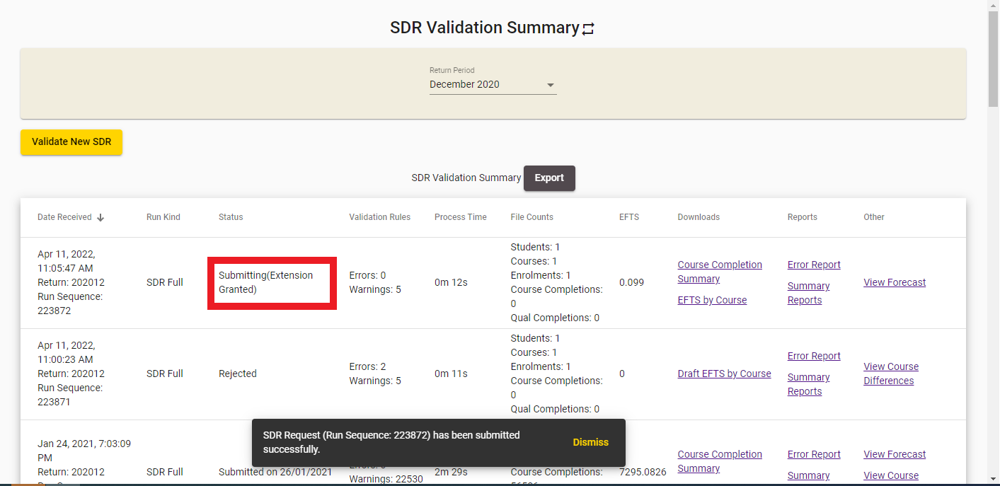 SDR Validation Summary
Return Period
December 2020
Validate New SDR
SDR Validation Summary Export
Date Received Run Kind Status Validation Rules Process Time File Counts EFTS Downloads Reports Other
Apr 11, 2022,
11:05:47 AM
Return: 202012
Run Sequence:
223872
SDR Full
Submitting(Extension
Granted)
Errors: 0
Warnings: 5
0m 12s
Students: 1
Courses: 1
Enrolments: 1
Course Completions:
0
Qual Completions: 0
0.099
Course Completion
Summary
EFTS by Course
Error Report
Summary
Reports
View Forecast
Apr 11, 2022,
11:00:23 AM
Return: 202012
Run Sequence:
223871
SDR Full
Rejected
Errors: 2
Warnings: 5
0m 11s
Students: 1
Courses: 1
Enrolments: 1
Course Completions:
0
Qual Completions: 0
0
Draft EFTS by Course
Error Report
Summary
Reports
View Course
Differences
Jan 24, 2021, 7:03:09
PM
Return: 202012
SDR Full
Submitted on 26/01/2021
Warnings: 22530
2m 29s
Course Completions:
7295.0826
Course Completion
Summary
Error Report
Summary
View Forecast
View Course
SDR Request (Run Sequence: 223872) has been submitted
successfully.
Dismiss